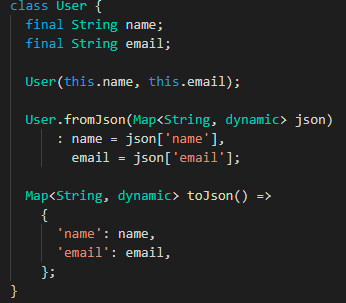 class User {
  final String name;
  final String email;

  User(this.name, this.email);

  User.fromJson(Map<String, dynamic> json)
      : name = json['name'],
        email = json['email'];

  Map<String, dynamic> toJson() =>
    {
      'name': name,
      'email': email,
    };
}